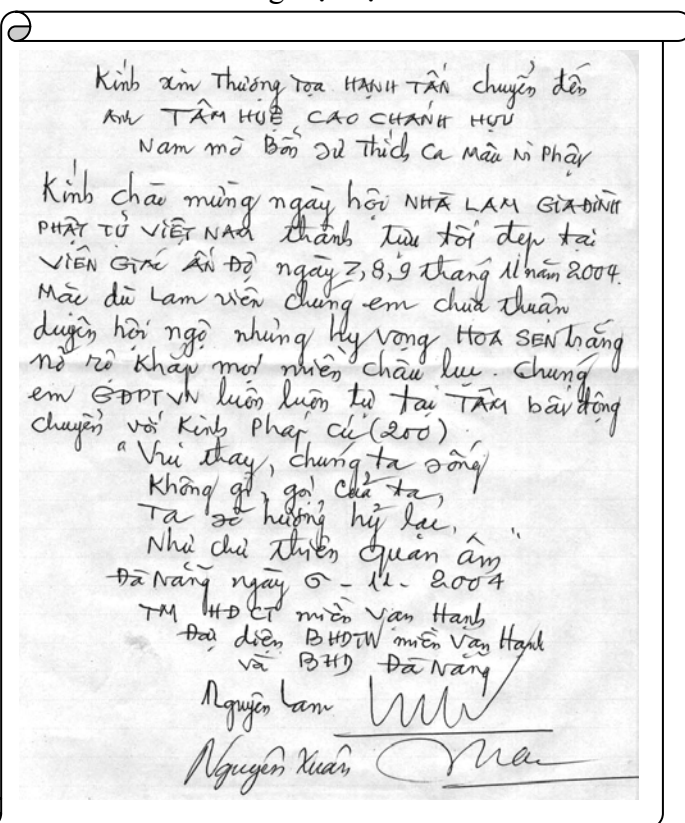 Kính xin Thượng Tọa HẠNH TẤN chuyển đến
Anh TÂM HUỆ CAO CHÁNH HỰU
Nam mô Bổn Sư Thích Ca Mâu Ni Phật
Kính chào mừng ngày hội NHÀ LAM GIA ĐÌNH
PHẬT TỬ VIỆT NAM thành tựu tốt đẹp tại
VIÊN GIÁC ẤN ĐỘ ngày 7, 8, 9 tháng 11 năm 2004.
Mặc dù Lam viên chúng em chưa thuận
duyên hội ngộ nhưng hy vọng HOA SEN trắng
nở rộ khắp mọi miền châu lục. Chúng
em GĐPTVN luôn luôn tự tại TÂM bất động
chuyển với Kinh Pháp cú (200)
"Vui thay, chúng ta sống
Không gì, gọi của ta,
Ta sẽ hưởng hỷ lạc,
Như chư thiên quang âm"
Đà Nẵng ngày 6 - 11 - 2004
TM HĐCT miền Vạn Hạnh
Đại diện BHDTW miền Vạn Hạnh
và BHD Đà Nẵng
Nguyên Lam
Nguyên Xuân